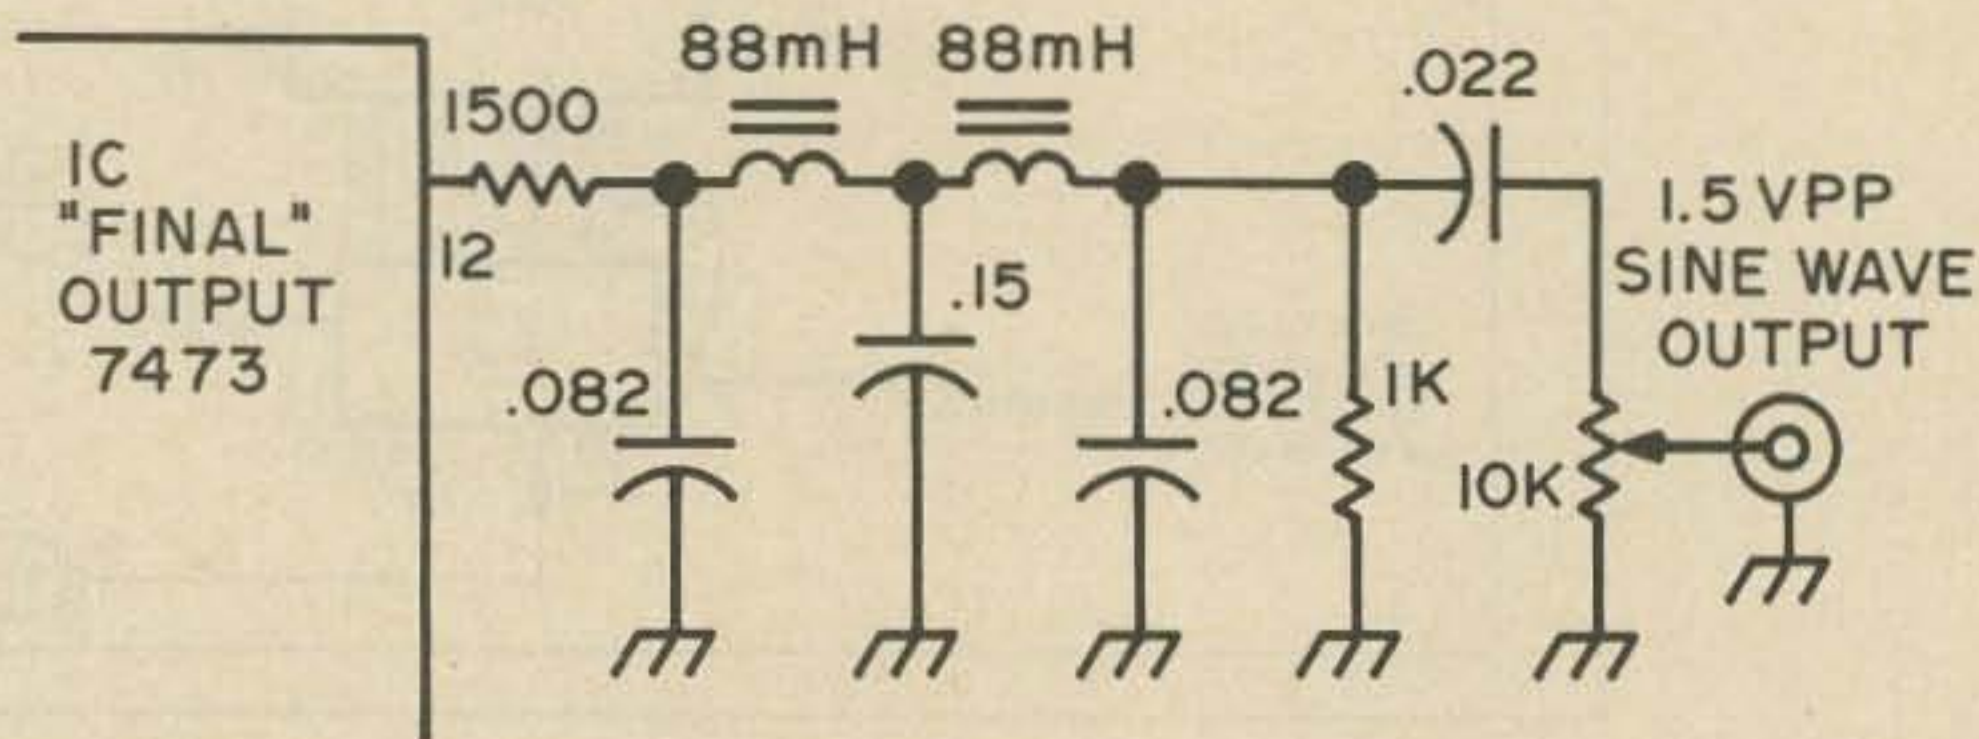 88mH 88mH
.022
1500
IC
"FINAL"
OUTPUT
7473
12
.15
.082
.082
1K
10K
1.5 VPP
SINE WAVE
OUTPUT